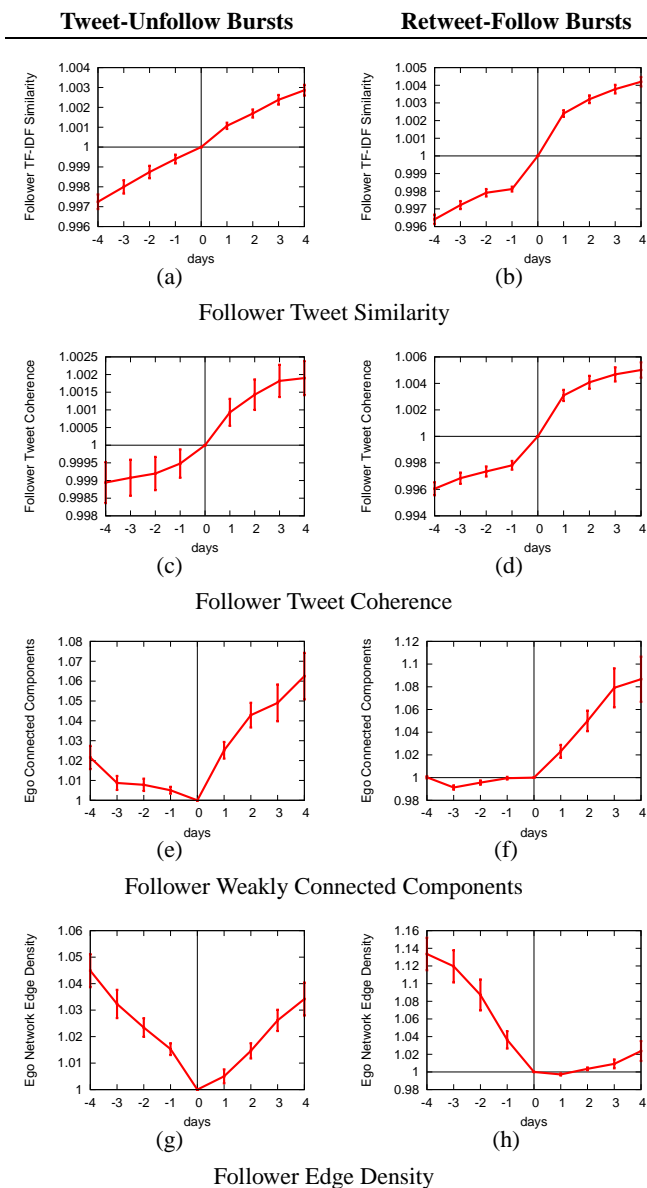 Tweet-Unfollow Bursts Retweet-Follow Bursts
Follower TF-IDF Similarity
1.004
1.003
1.002
1.001
1
0.999
0.998
0.997
0.996
-4 -3 -2 -1 0 1 2 3 4
days
(a)
Follower TF-IDF Similarity
1.005
1.004
1.003
1.002
1.001
1
0.999
0.998
0.997
0.996
-4 -3 -2 -1 0 1 2 3 4
days
(b)
Follower Tweet Similarity
Follower Tweet Coherence
1.0025
1.002
1.0015
1.001
1.0005
1
0.9995
0.999
0.9985
0.998
-4 -3 -2 -1 0 1 2 3 4
days
(c)
Follower Tweet Coherence
1.006
1.004
1.002
1
0.998
0.996
0.994
-4 -3 -2 -1 0 1 2 3 4
days
(d)
Follower Tweet Coherence
Ego Connected Components
1.08
1.07
1.06
1.05
1.04
1.03
1.02
1.01
1
-4 -3 -2 -1 0 1 2 3 4
days
(e)
Ego Connected Components
1.12
1.1
1.08
1.06
1.04
1.02
1
0.98
-4 -3 -2 -1 0 1 2 3 4
days
(f)
Follower Weakly Connected Components
Ego Network Edge Density
1.06
1.05
1.04
1.03
1.02
1.01
1
-4 -3 -2 -1 0 1 2 3 4
days
(g)
Ego Network Edge Density
1.16
1.14
1.12
1.1
1.08
1.06
1.04
1.02
1
0.98
-4 -3 -2 -1 0 1 2 3 4
days
(h)
Follower Edge Density